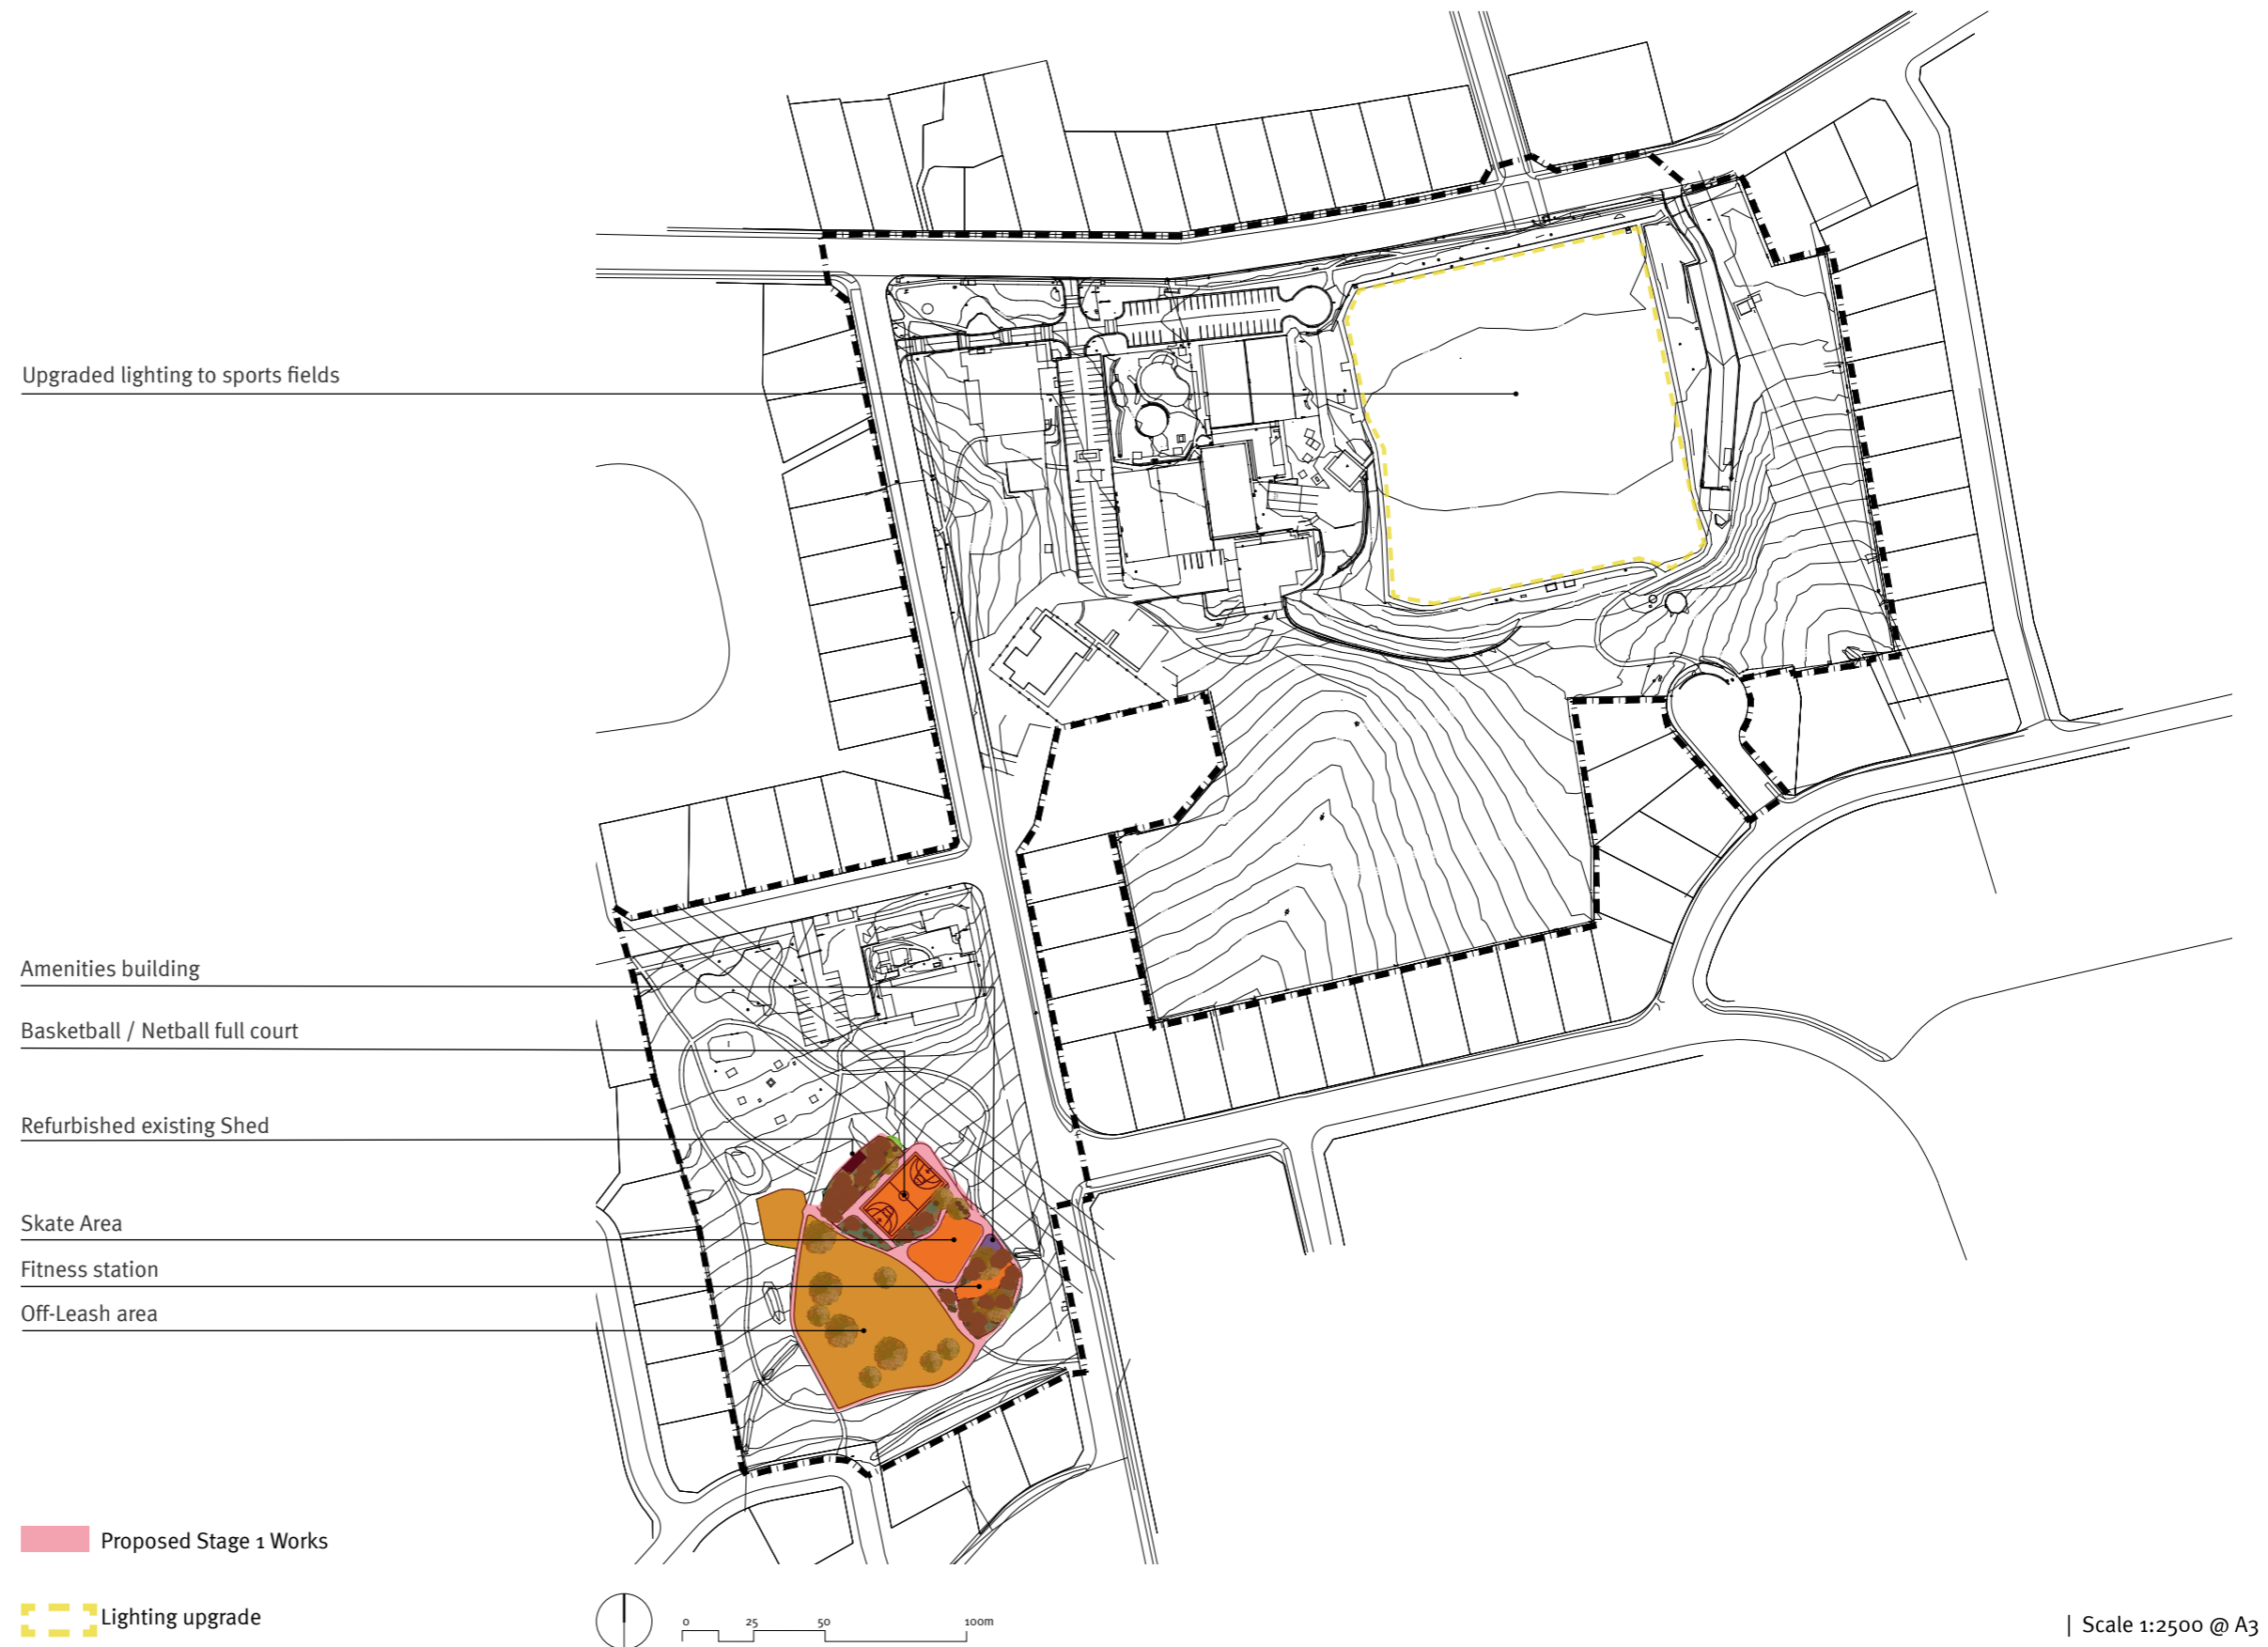 Upgraded lighting to sports fields
Amenities building
Basketball / Netball full court
Refurbished existing Shed
Skate Area
Fitness station
Off-Leash area
Proposed Stage 1 Works
Lighting upgrade
0 25 50 100m
| Scale 1:2500 @ A3